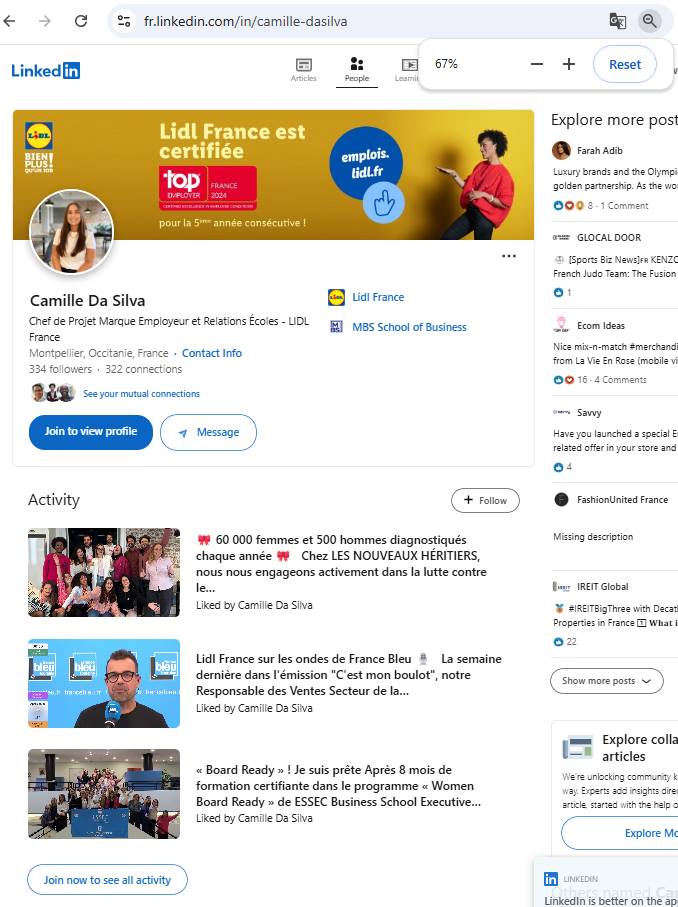 fr.linkedin.com/in/camille-dasilva
67%
Reset
Linked in
Articles
People
Learni
LIDL
BIEN
PLUS!
QU'UN JOB
Lidl France est
certifiée
top
EMPLOYER
FRANCE
2024
CERTIFIED EXCELLENCE IN EMPLOYEE CONDITIONS
pour la 5ème année consécutive !
emplois.
lidl.fr
Camille Da Silva
Chef de Projet Marque Employeur et Relations Écoles - LIDL
France
Montpellier, Occitanie, France · Contact Info
334 followers · 322 connections
See your mutual connections
Lidl France
MBS School of Business
Join to view profile
Message
Activity
Follow
🎀 60 000 femmes et 500 hommes diagnostiqués
chaque année 🎀 Chez LES NOUVEAUX HÉRITIERS,
nous nous engageons activement dans la lutte contre
le...
Liked by Camille Da Silva
france
bleu
Lidl France sur les ondes de France Bleu 🎙 La semaine
dernière dans l'émission "C'est mon boulot", notre
Responsable des Ventes Secteur de la...
Liked by Camille Da Silva
« Board Ready » ! Je suis prête Après 8 mois de
formation certifiante dans le programme « Women
Board Ready » de ESSEC Business School Executive...
Liked by Camille Da Silva
Join now to see all activity
Explore more post
Farah Adib
Luxury brands and the Olympi
golden partnership. As the wo
8 · 1 Comment
GLOCAL DOOR
[Sports Biz News]FR KENZO
French Judo Team: The Fusion
1
Ecom Ideas
Nice mix-n-match #merchandi
from La Vie En Rose (mobile vi
16 · 4 Comments
Savvy
Have you launched a special E
related offer in your store and
4
FashionUnited France
Missing description
IREIT Global
🏅 #IREITBigThree with Decath
Properties in France 1️⃣ What i
22
Show more posts
Explore colla
articles
We're unlocking community k
way. Experts add insights dire
article, started with the help o
Explore Mo
LINKEDIN
Others named Ca
LinkedIn is better on the app